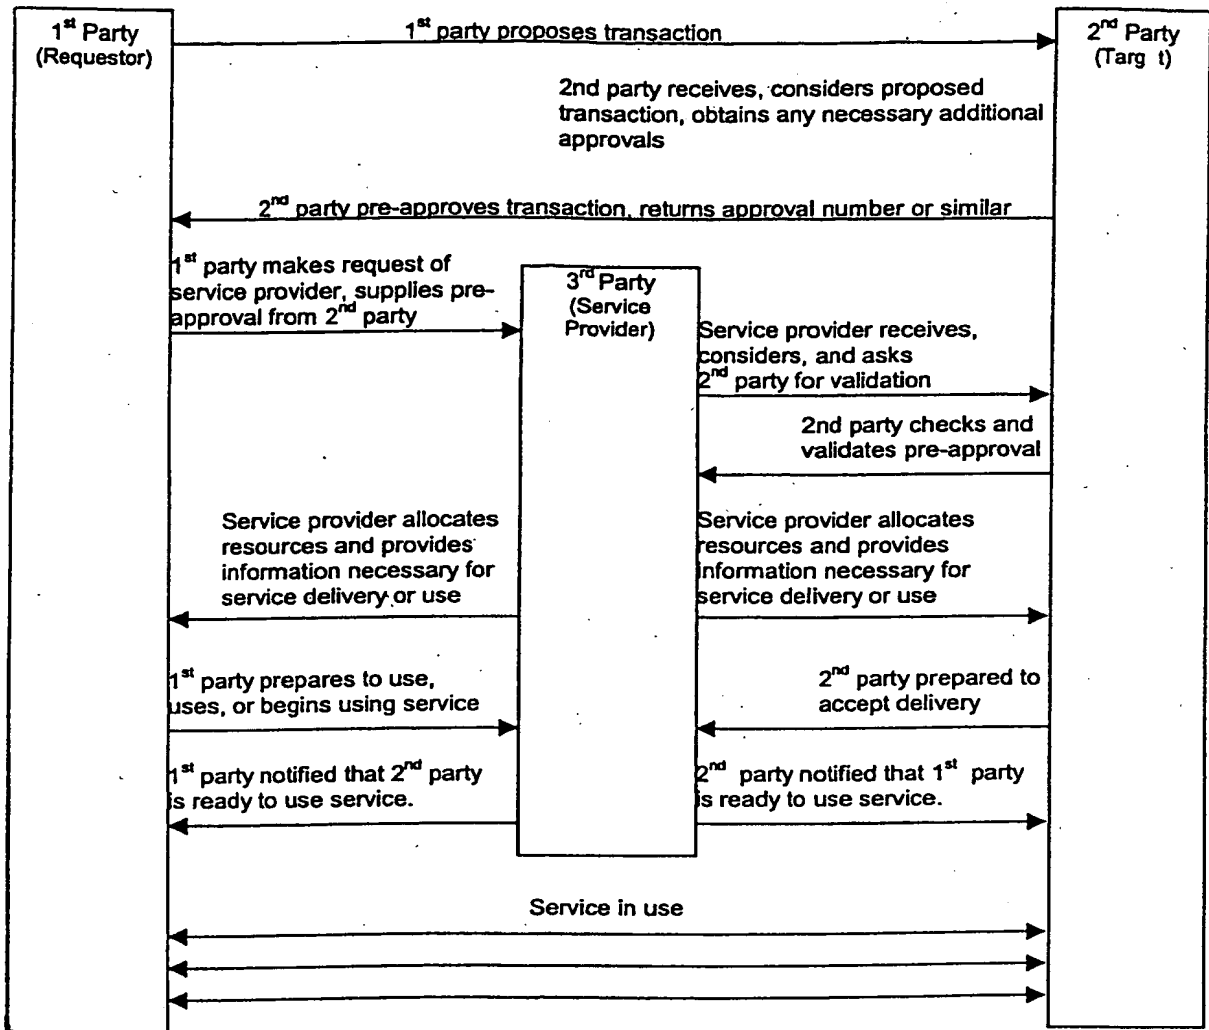 1st Party
(Requestor)
1st party proposes transaction
2nd Party
(Targ t)
2nd party receives, considers proposed
transaction, obtains any necessary additional
approvals
2nd party pre-approves transaction, returns approval number or similar
1st party makes request of
service provider, supplies pre-
approval from 2nd party
3rd Party
(Service
Provider)
Service provider receives,
considers, and asks
2nd party for validation
2nd party checks and
validates pre-approval
Service provider allocates
resources and provides
information necessary for
service delivery or use
Service provider allocates
resources and provides
information necessary for
service delivery or use
1st party prepares to use,
uses, or begins using service
2nd party prepared to
accept delivery
1st party notified that 2nd party
is ready to use service.
2nd party notified that 1st party
is ready to use service.
Service in use